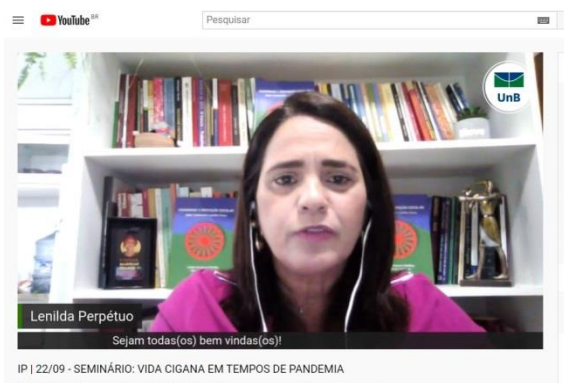 YouTube BR
Pesquisar
UnB
Lenilda Perpétuo
Sejam todas(os) bem vindas(os)!
IP | 22/09 - SEMINÁRIO: VIDA CIGANA EM TEMPOS DE PANDEMIA